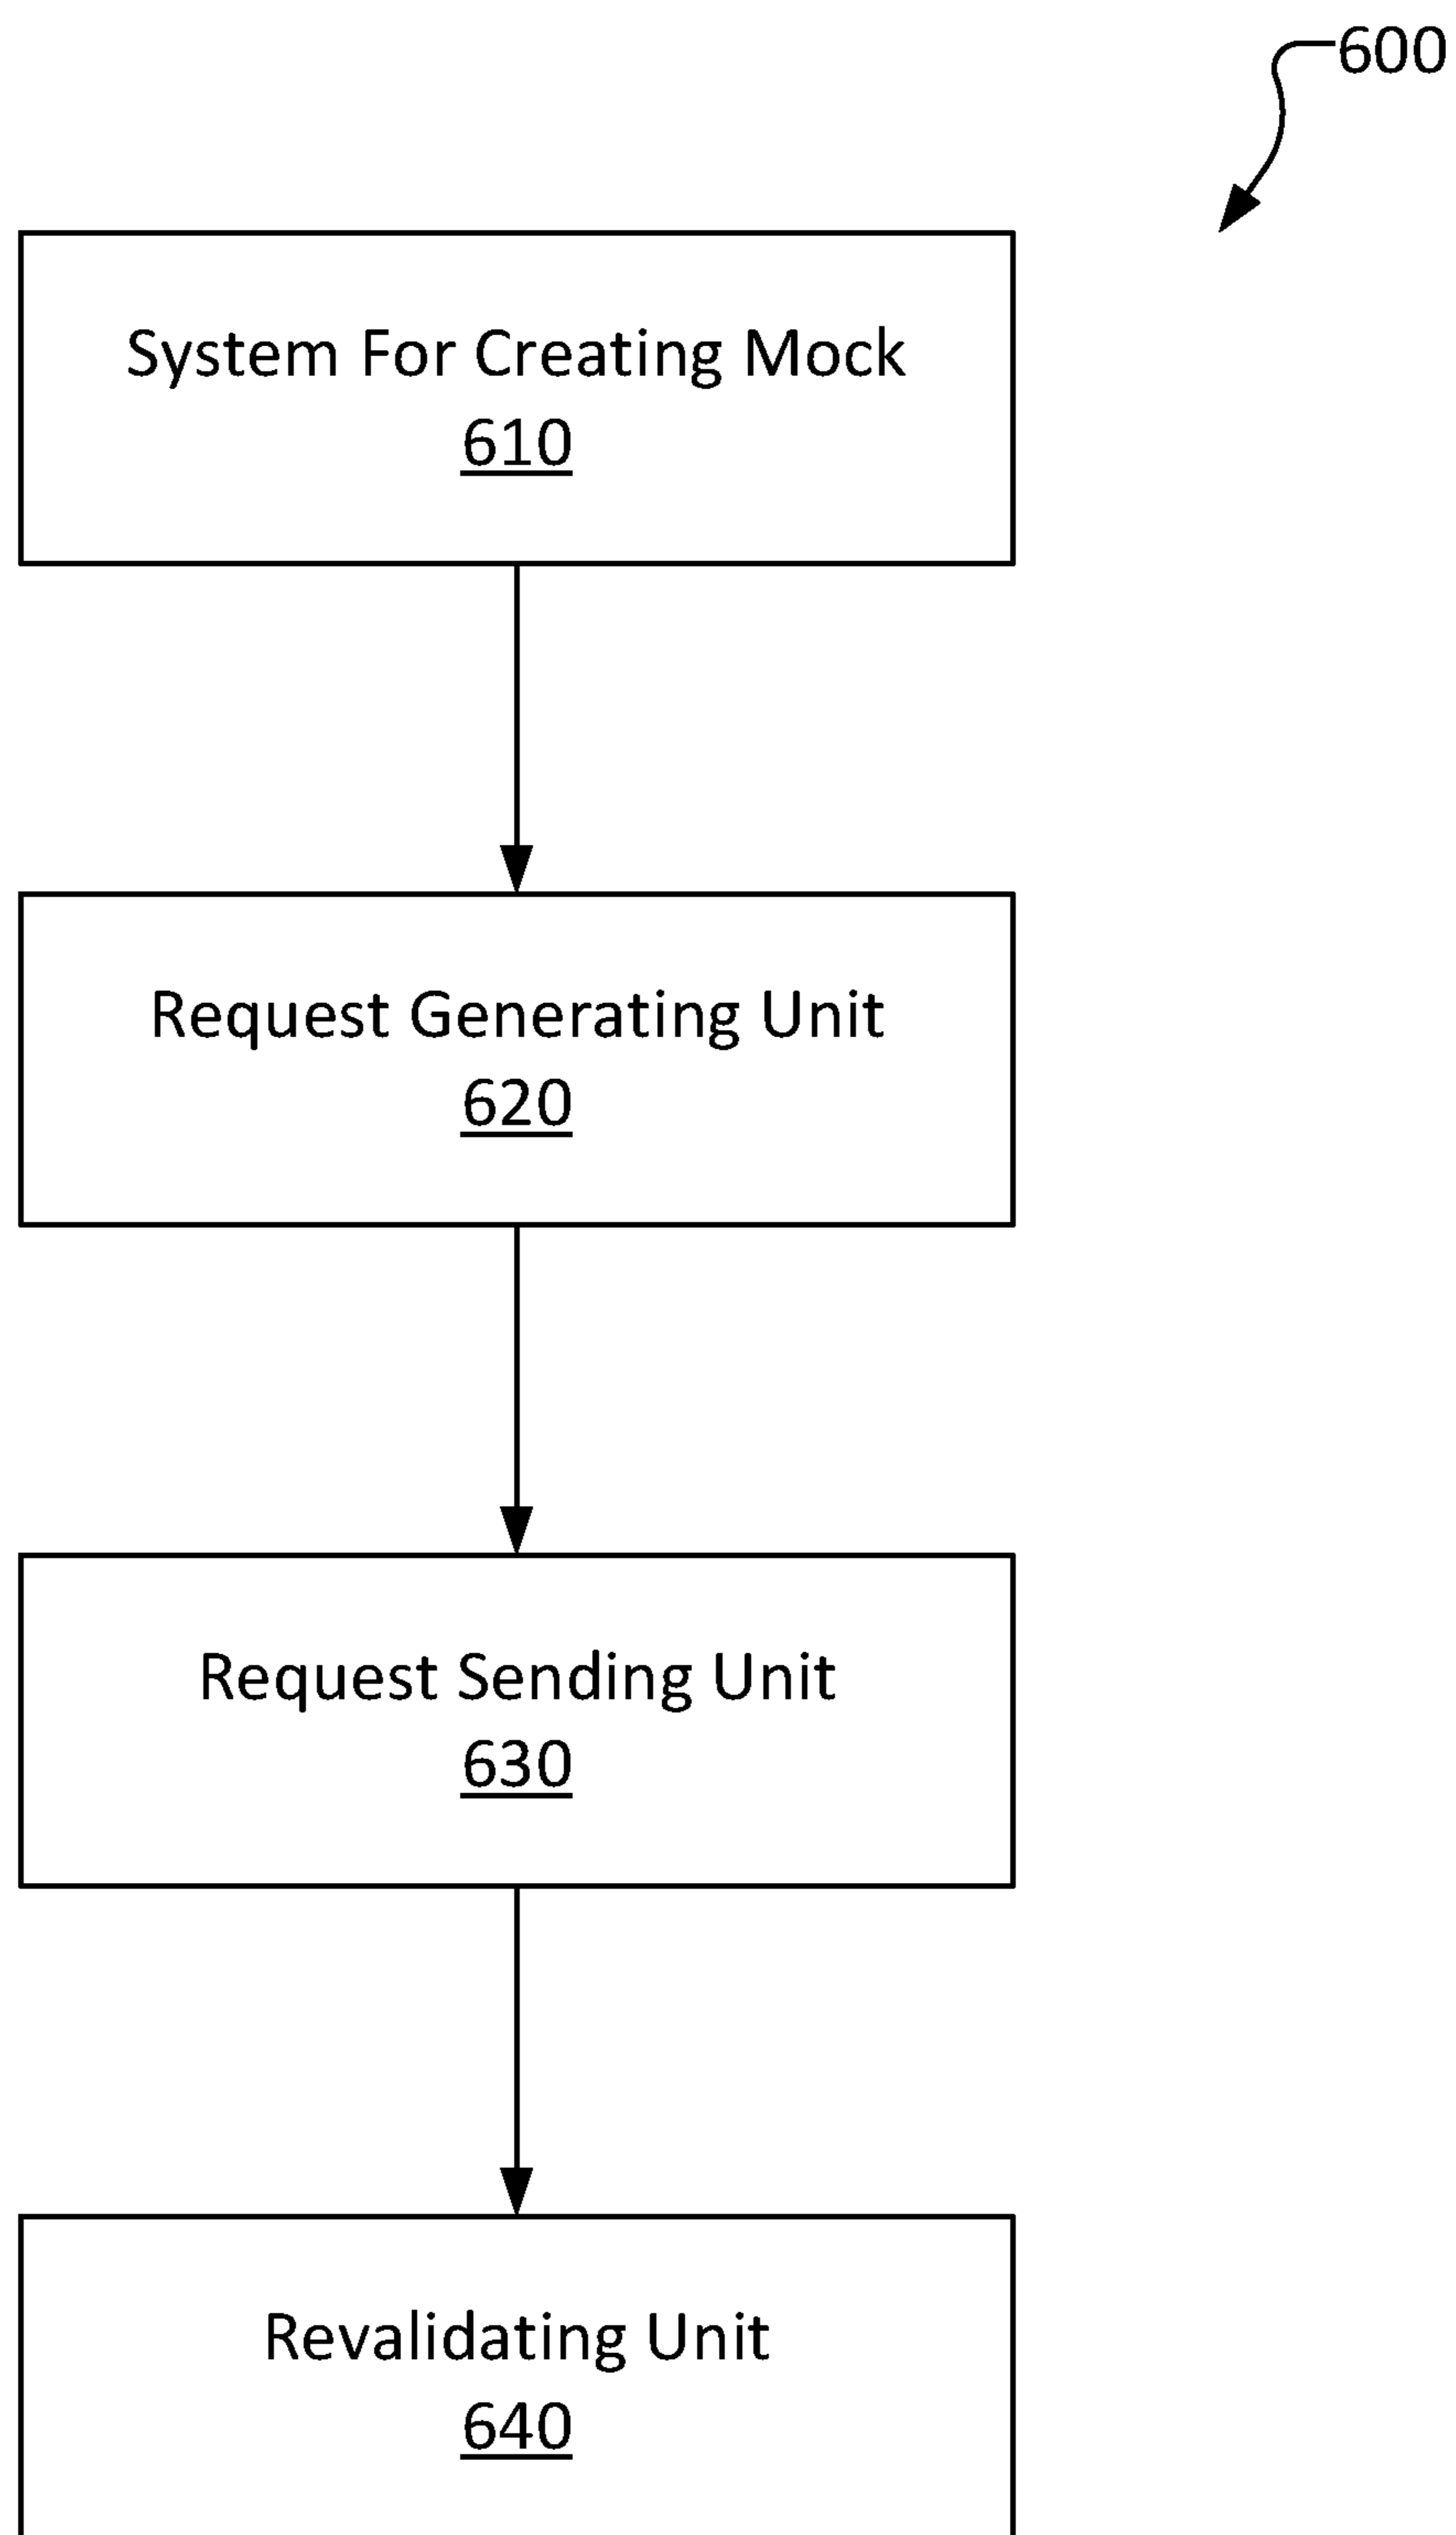 600
System For Creating Mock
610
Request Generating Unit
620
Request Sending Unit
630
Revalidating Unit
640